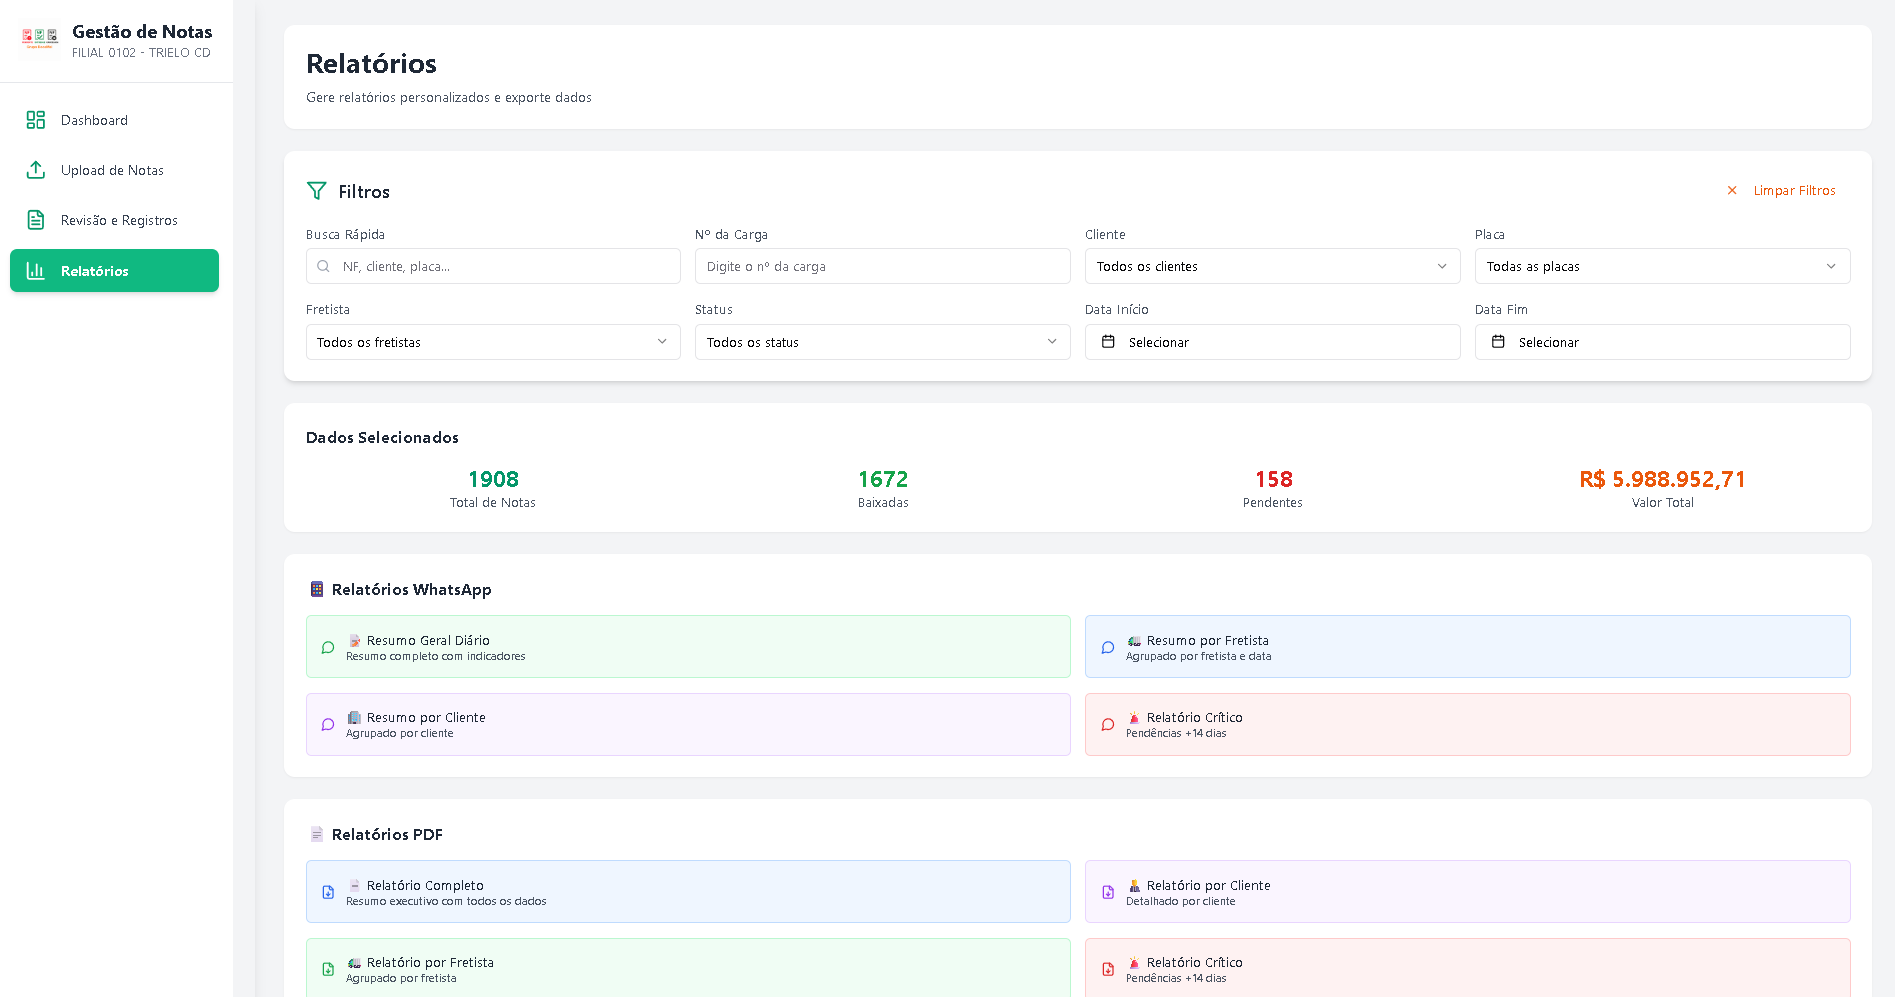 Gestão de Notas
FILIAL 0102 - TRIELO CD
Dashboard
Upload de Notas
Revisão e Registros
Relatórios
Relatórios
Gere relatórios personalizados e exporte dados
Filtros
Limpar Filtros
Busca Rápida
Nº da Carga
Cliente
Placa
NF, cliente, placa...
Digite o nº da carga
Todos os clientes
Todas as placas
Fretista
Status
Data Início
Data Fim
Todos os fretistas
Todos os status
Selecionar
Selecionar
Dados Selecionados
1908
Total de Notas
1672
Baixadas
158
Pendentes
R$ 5.988.952,71
Valor Total
Relatórios WhatsApp
Resumo Geral Diário
Resumo completo com indicadores
Resumo por Fretista
Agrupado por fretista e data
Resumo por Cliente
Agrupado por cliente
Relatório Crítico
Pendências +14 dias
Relatórios PDF
Relatório Completo
Resumo executivo com todos os dados
Relatório por Cliente
Detalhado por cliente
Relatório por Fretista
Agrupado por fretista
Relatório Crítico
Pendências +14 dias